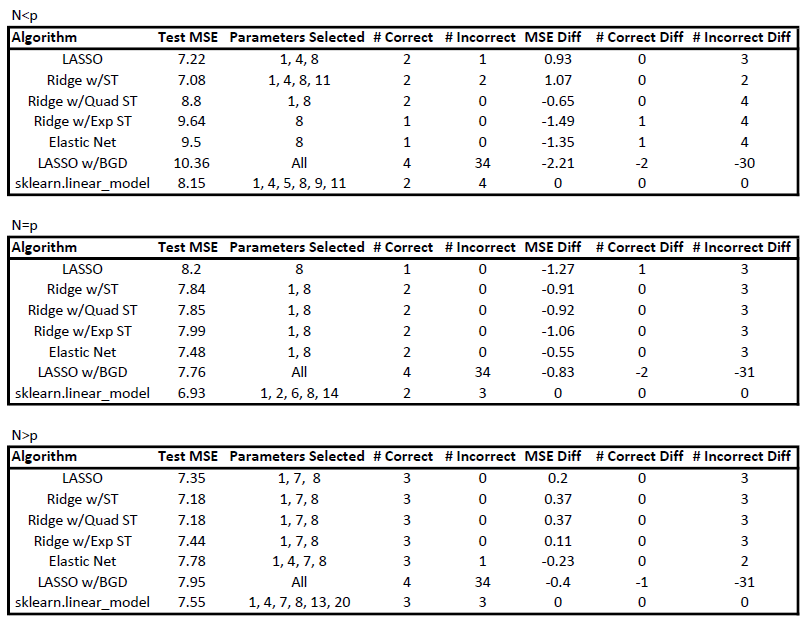 N<p
Algorithm Test MSE Parameters Selected # Correct # Incorrect MSE Diff # Correct Diff # Incorrect Diff
LASSO 7.22 1, 4, 8 2 1 0.93 0 3
Ridge w/ST 7.08 1, 4, 8, 11 2 2 1.07 0 2
Ridge w/Quad ST 8.8 1, 8 2 0 -0.65 0 4
Ridge w/Exp ST 9.64 8 1 0 -1.49 1 4
Elastic Net 9.5 8 1 0 -1.35 1 4
LASSO w/BGD 10.36 All 4 34 -2.21 -2 -30
sklearn.linear_model 8.15 1, 4, 5, 8, 9, 11 2 4 0 0 0
N=p
Algorithm Test MSE Parameters Selected # Correct # Incorrect MSE Diff # Correct Diff # Incorrect Diff
LASSO 8.2 8 1 0 -1.27 1 3
Ridge w/ST 7.84 1, 8 2 0 -0.91 0 3
Ridge w/Quad ST 7.85 1, 8 2 0 -0.92 0 3
Ridge w/Exp ST 7.99 1, 8 2 0 -1.06 0 3
Elastic Net 7.48 1, 8 2 0 -0.55 0 3
LASSO w/BGD 7.76 All 4 34 -0.83 -2 -31
sklearn.linear_model 6.93 1, 2, 6, 8, 14 2 3 0 0 0
N>p
Algorithm Test MSE Parameters Selected # Correct # Incorrect MSE Diff # Correct Diff # Incorrect Diff
LASSO 7.35 1, 7, 8 3 0 0.2 0 3
Ridge w/ST 7.18 1, 7, 8 3 0 0.37 0 3
Ridge w/Quad ST 7.18 1, 7, 8 3 0 0.37 0 3
Ridge w/Exp ST 7.44 1, 7, 8 3 0 0.11 0 3
Elastic Net 7.78 1, 4, 7, 8 3 1 -0.23 0 2
LASSO w/BGD 7.95 All 4 34 -0.4 -1 -31
sklearn.linear_model 7.55 1, 4, 7, 8, 13, 20 3 3 0 0 0